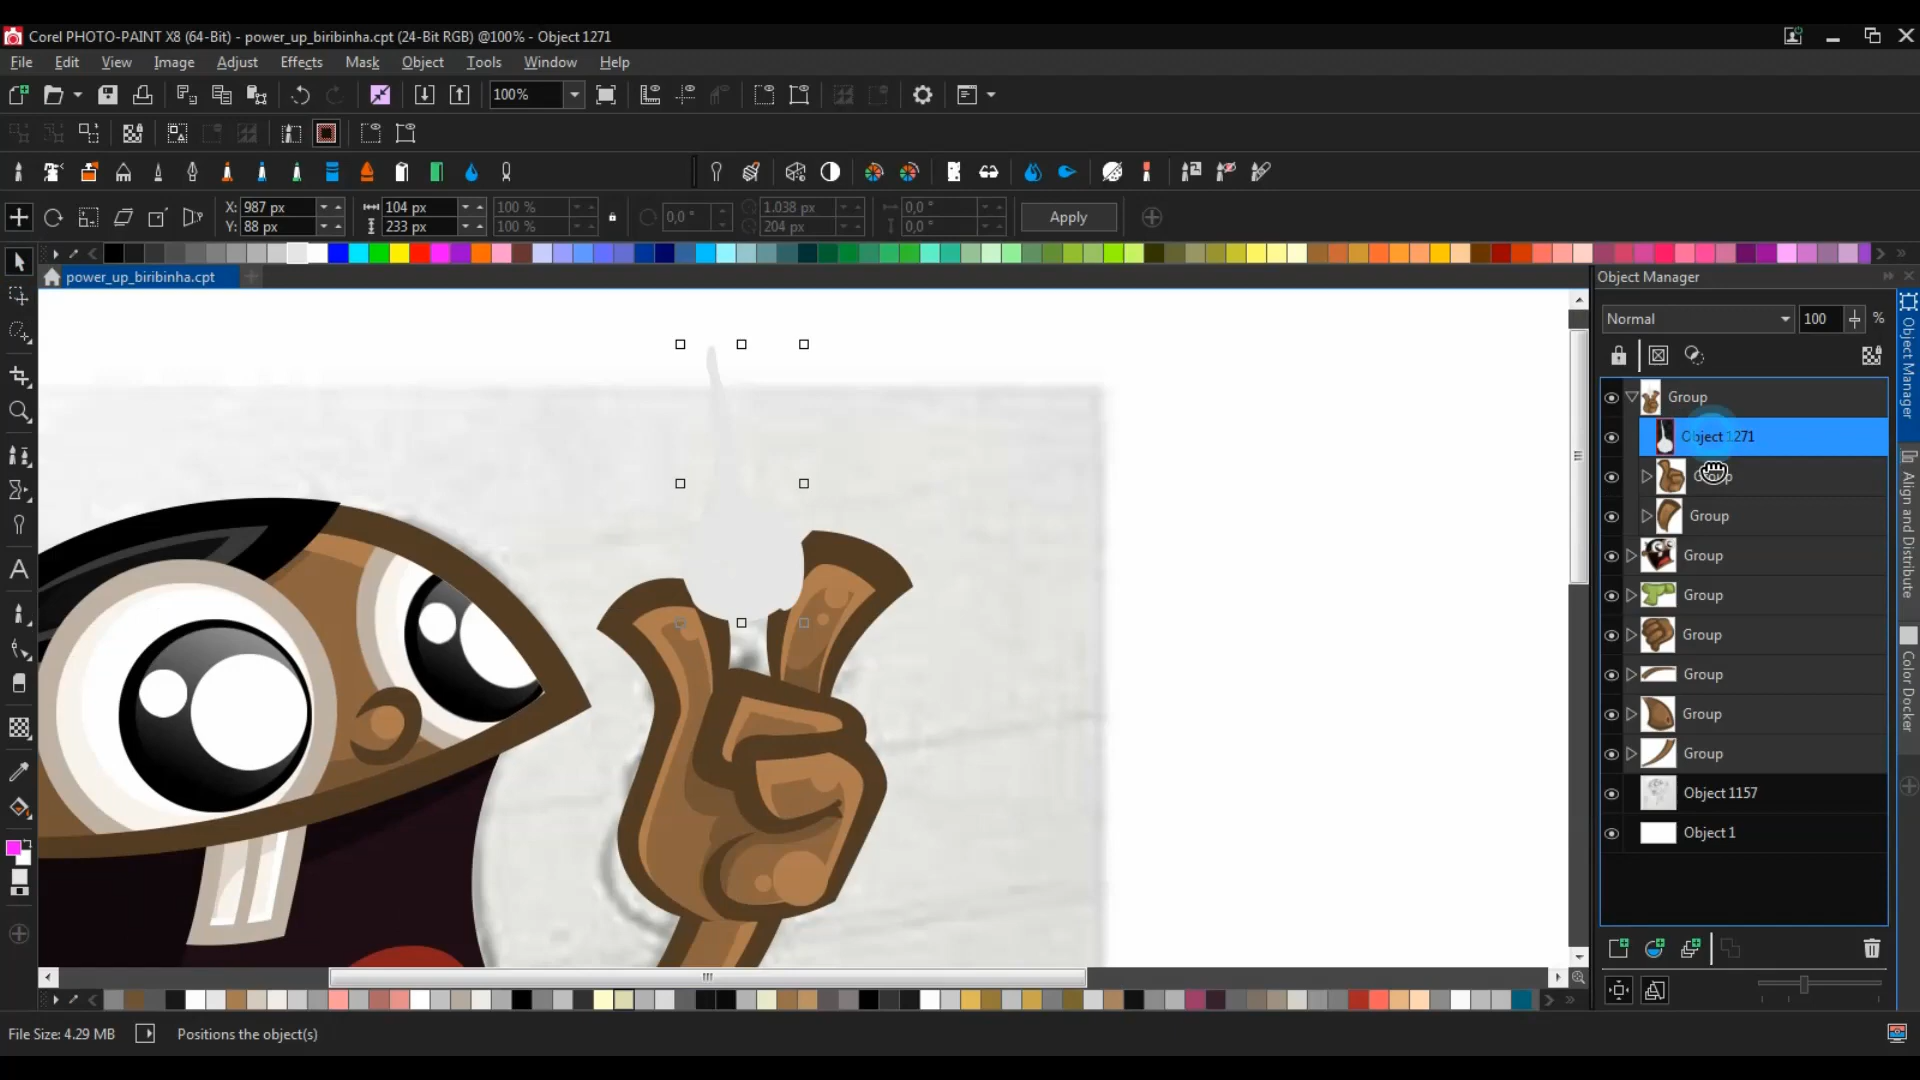 Corel PHOTO-PAINT X8 (64-Bit) - power_up_biribinha.cpt (24-Bit RGB) @100% - Object 1271
File Edit View Image Adjust Effects Mask Object Tools Window Help
100%
X: 987 px 104 px 100 % 0,0 ° 1.038 px 0,0 ° Apply
Y: 88 px 233 px 100 % 204 px 0,0 °
power_up_biribinha.cpt
Object Manager
Normal 100 %
Group
Object 1271
Group
Group
Group
Group
Group
Group
Group
Group
Object 1157
Object 1
Object Manager
Align and Distribute
Color Docker
File Size: 4.29 MB Positions the object(s)